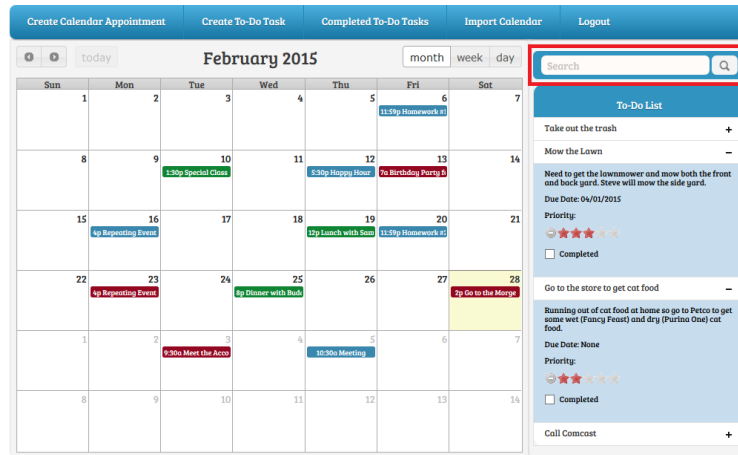 Create Calendar Appointment Create To-Do Task Completed To-Do Tasks Import Calendar Logout
today February 2015 month week day
Search
Sun Mon Tue Wed Thu Fri Sat
1 2 3 4 5 6 7
11:59p Homework #1
8 9 10 11 12 13 14
1:30p Special Class 5:30p Happy Hour 7a Birthday Party
15 16 17 18 19 20 21
4p Repeating Event 12p Lunch with Sam 11:59p Homework #2
22 23 24 25 26 27 28
4p Repeating Event 8p Dinner with 2p Go to the Morge
1 2 3 4 5 6 7
9:30a Meet the Acco 10:30a Meeting
8 9 10 11 12 13 14
To-Do List
Take out the trash +
Mow the Lawn –
Need to get the lawnmower and mow both the front
and back yard. Steve will mow the side yard.
Due Date: 04/01/2015
Priority:
Completed
Go to the store to get cat food –
Running out of cat food at home so go to Petco to get
some wet (Fancy Feast) and dry (Purina One) cat
food.
Due Date: None
Priority:
Completed
Call Comcast +